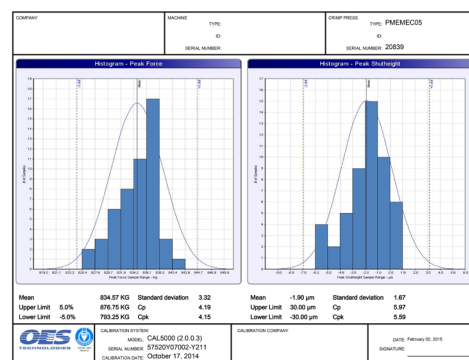 COMPANY
MACHINE
TYPE:
ID:
SERIAL NUMBER:
CRIMP PRESS
TYPE: PMEMEC05
ID:
SERIAL NUMBER: 20839
Histogram - Peak Force
Histogram - Peak Shutheight
Mean 834.57 KG Standard deviation 3.32
Upper Limit 5.0% 876.75 KG Cp 4.19
Lower Limit -5.0% 793.25 KG Cpk 4.15
Mean -1.90 µm Standard deviation 1.67
Upper Limit 30.00 µm Cp 5.97
Lower Limit -30.00 µm Cpk 5.59
OES
TECHNOLOGIES
CALIBRATION SYSTEM
MODEL: CAL5000 (2.0.0.3)
SERIAL NUMBER: 57520Y07002-Y211
CALIBRATION DATE: October 17, 2014
CALIBRATION COMPANY
DATE: February 02, 2015
SIGNATURE